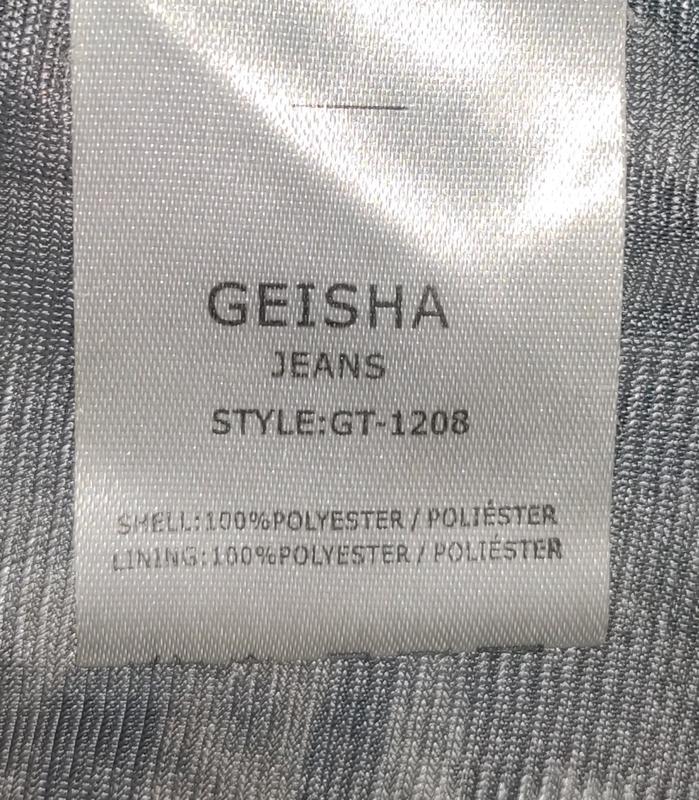 GEISHA
JEANS
STYLE:GT-1208
SHELL:100%POLYESTER / POLIÉSTER
LINING:100%POLYESTER / POLIÉSTER